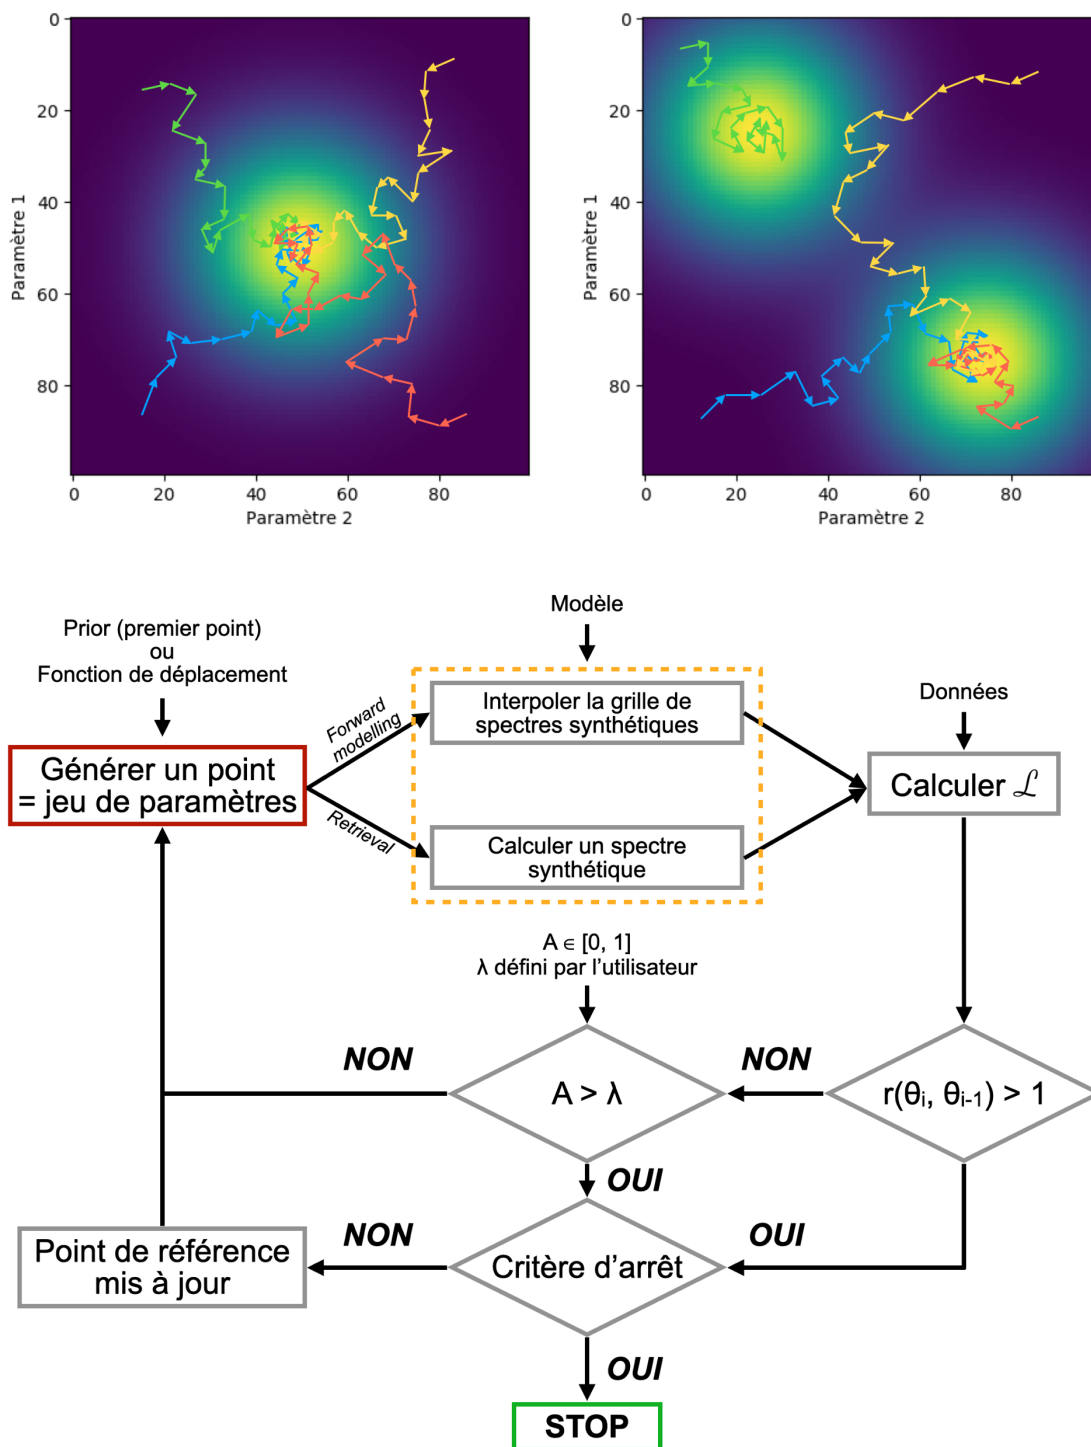 0
20
40
60
80
Paramètre 1
0
20
40
60
80
Paramètre 2
0
20
40
60
80
Paramètre 1
0
20
40
60
80
Paramètre 2
Prior (premier point)
ou
Fonction de déplacement
Modèle
Données
Générer un point
= jeu de paramètres
Forward
modelling
Retrieval
Interpoler la grille de
spectres synthétiques
Calculer un spectre
synthétique
Calculer ℒ
A ∈ [0, 1]
λ défini par l'utilisateur
NON
A > λ
NON
r(θᵢ, θᵢ₋₁) > 1
OUI
Point de référence
mis à jour
NON
Critère d'arrêt
OUI
OUI
STOP